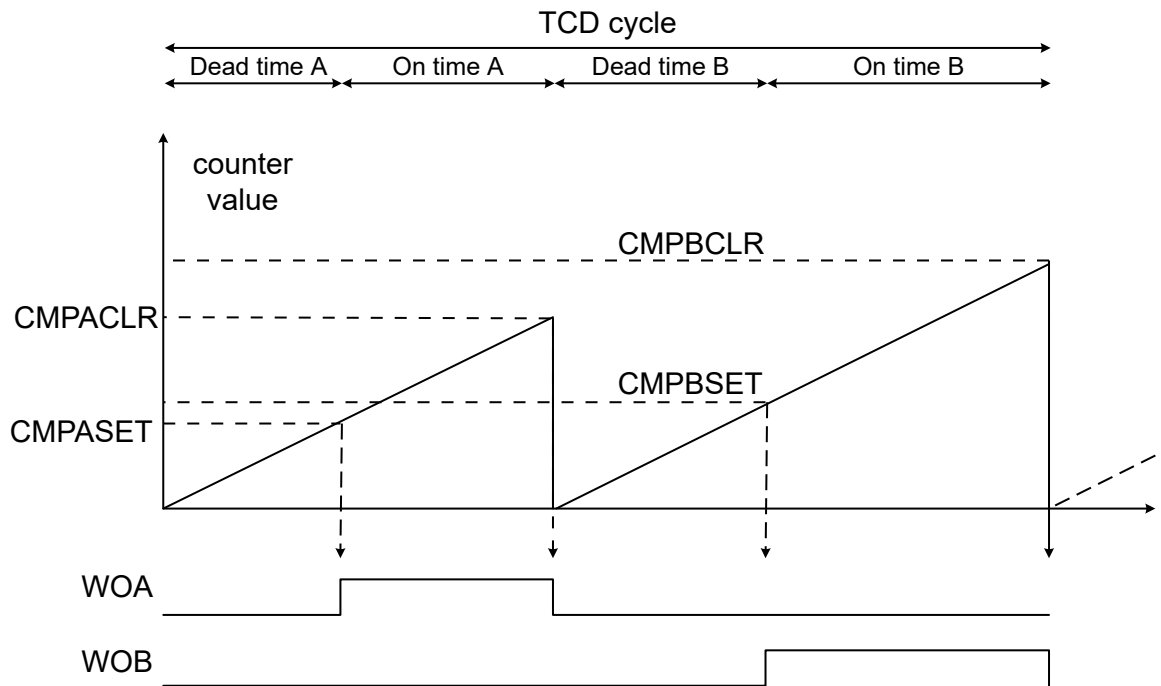 TCD cycle
Dead time A
On time A
Dead time B
On time B
counter
value
CMPBCLR
CMPACLR
CMPBSET
CMPASET
WOA
WOB